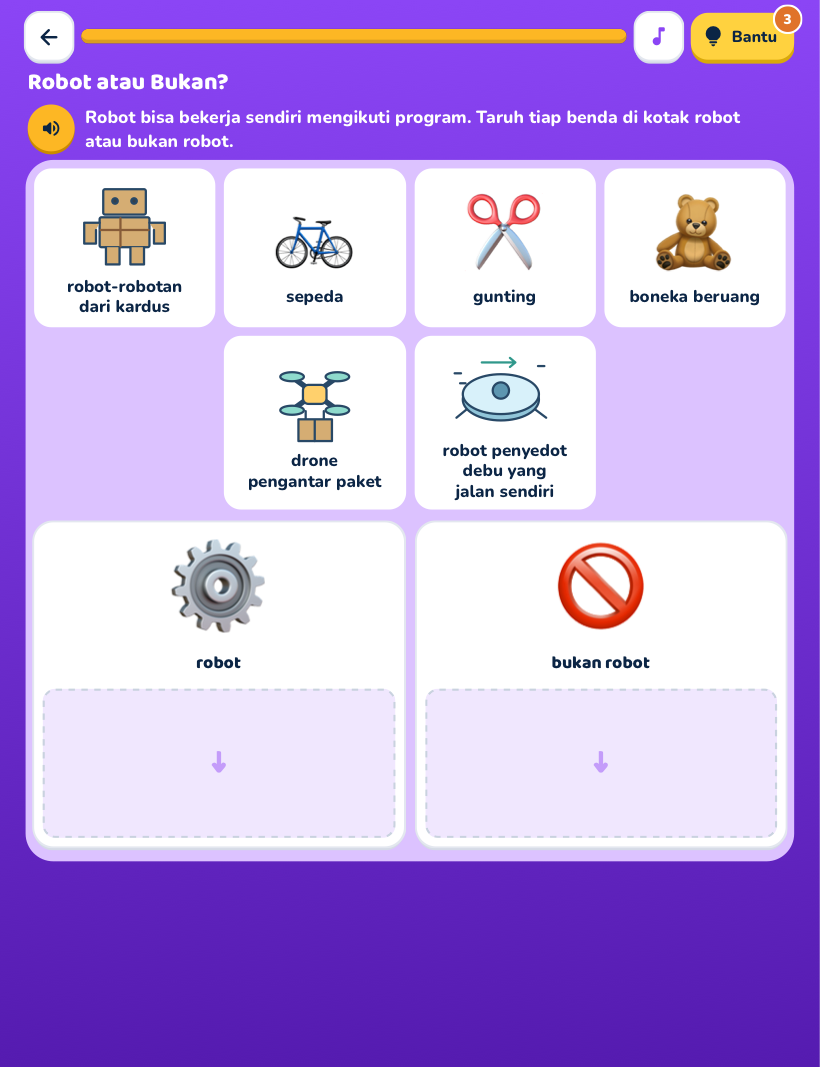 3
Bantu
Robot atau Bukan?
Robot bisa bekerja sendiri mengikuti program. Taruh tiap benda di kotak robot
atau bukan robot.
robot-robotan
dari kardus
sepeda
gunting
boneka beruang
drone
pengantar paket
robot penyedot
debu yang
jalan sendiri
robot
bukan robot